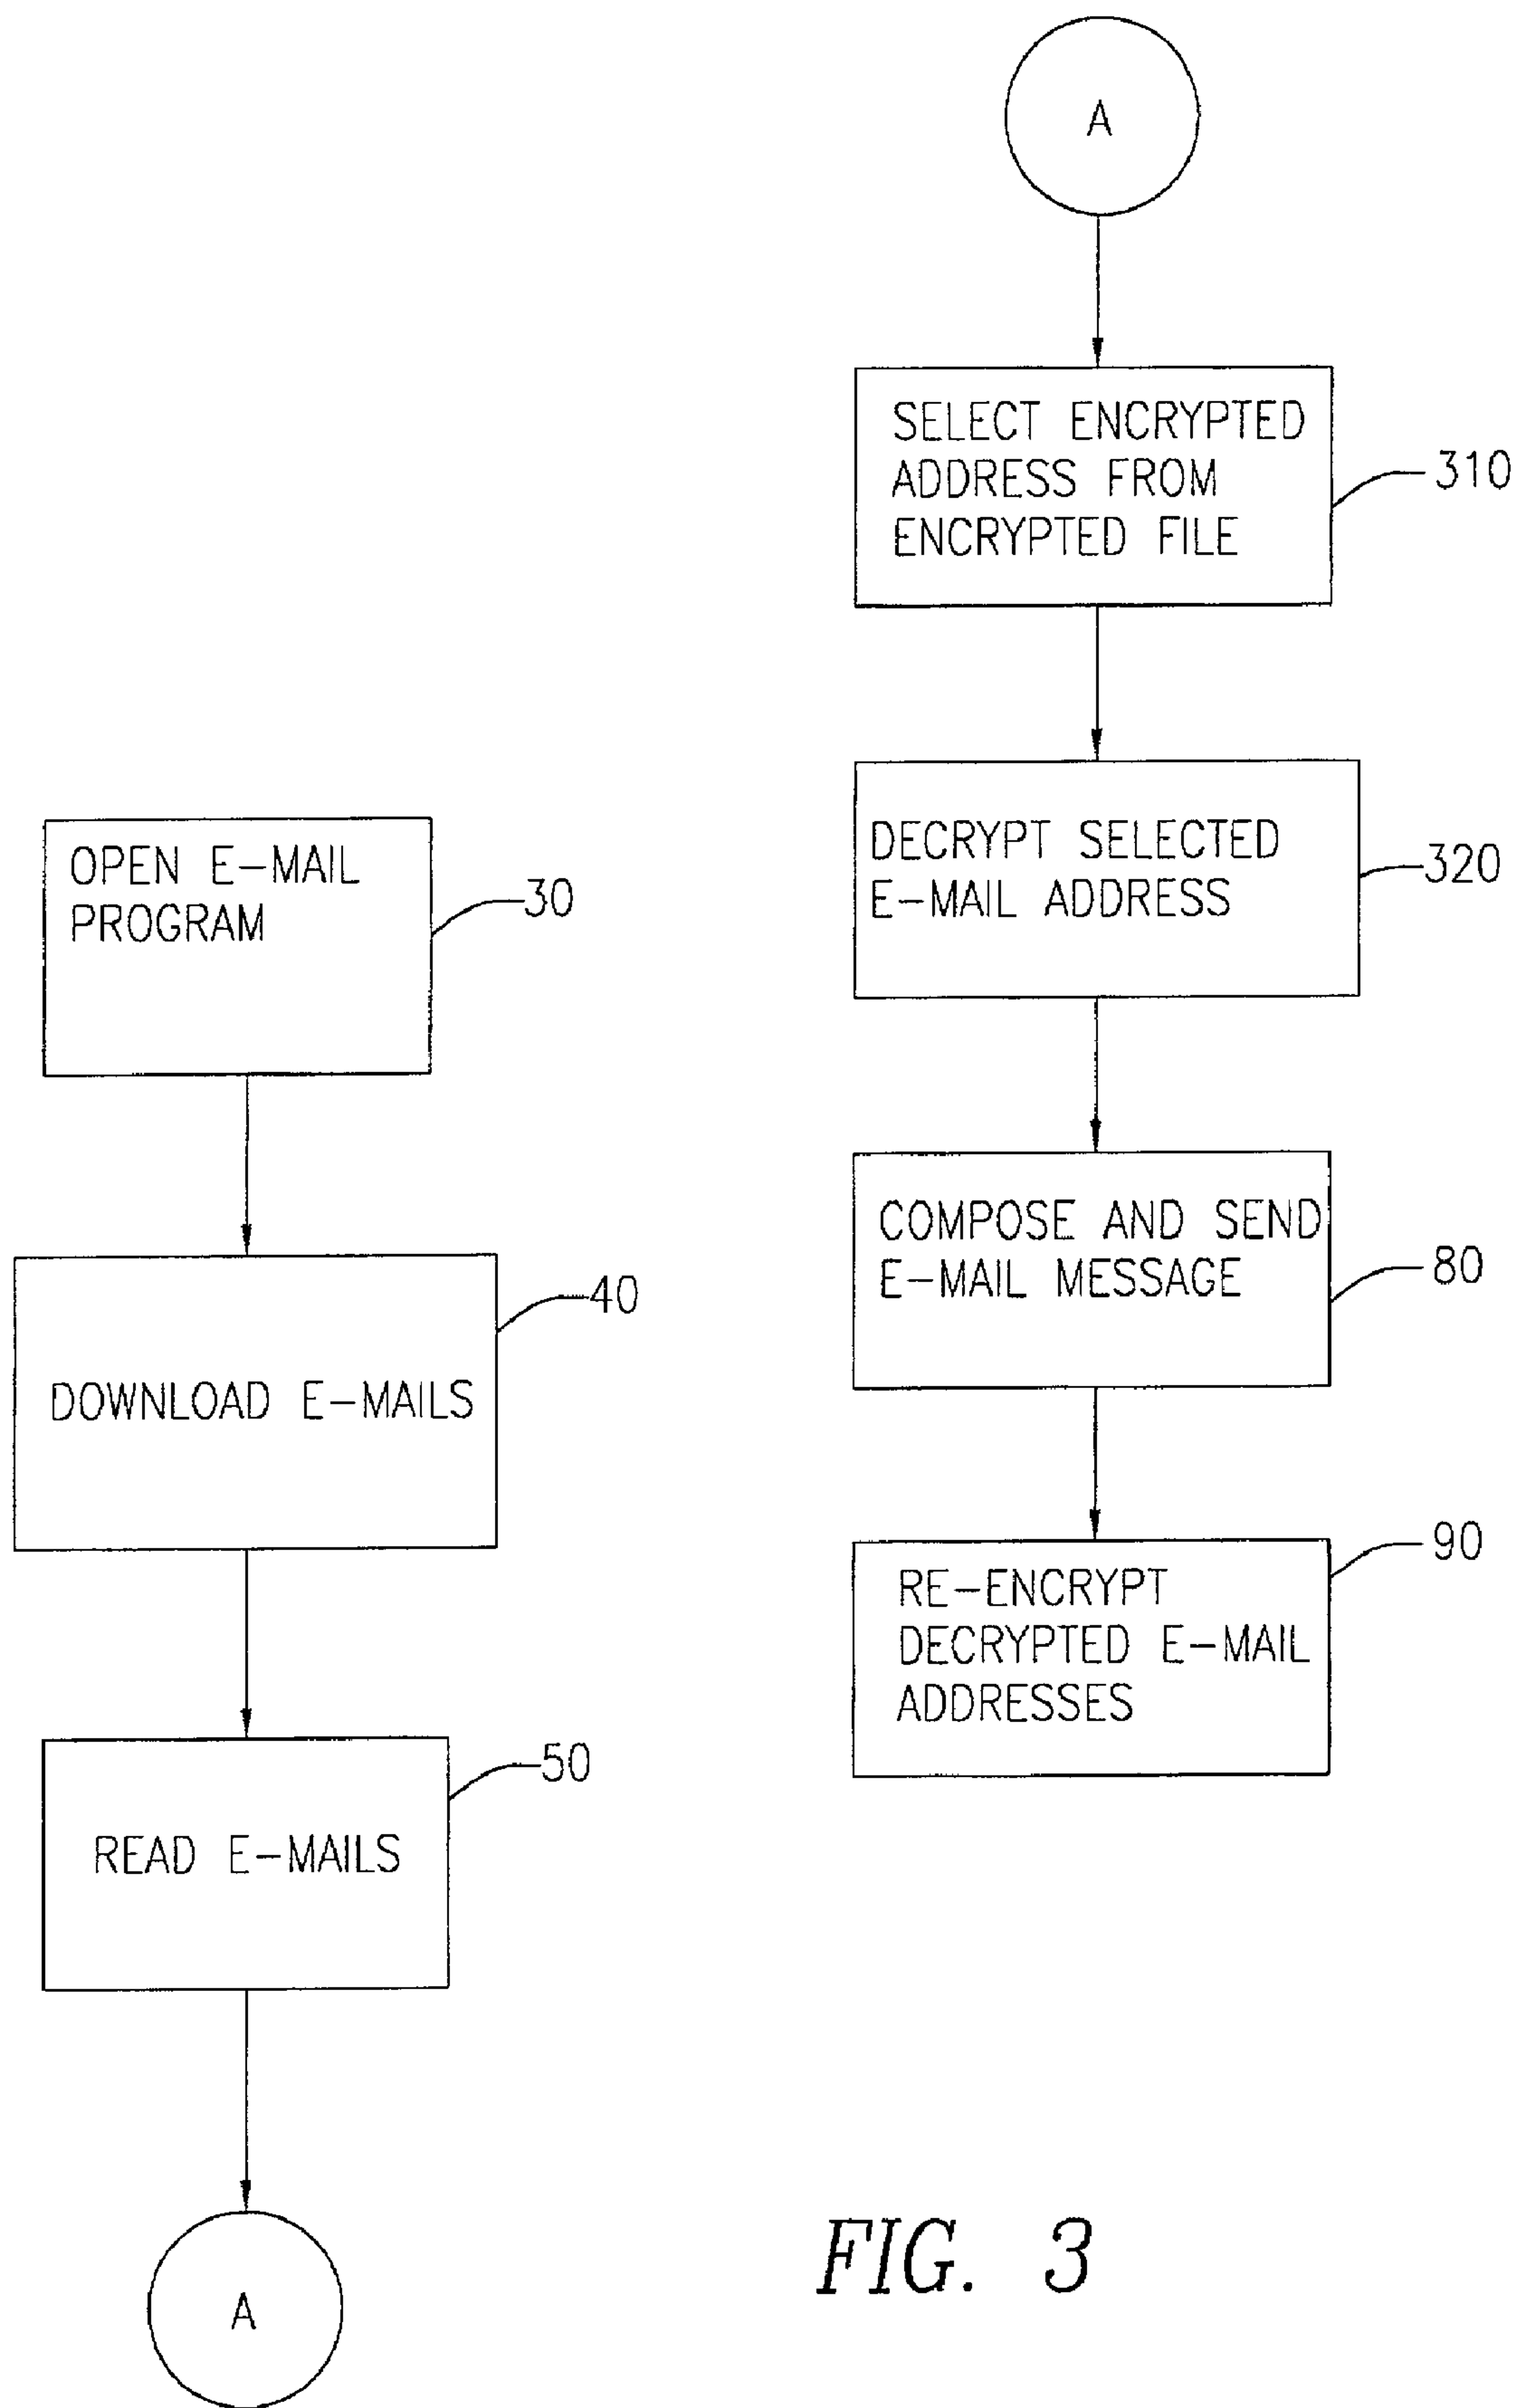 OPEN E-MAIL
PROGRAM
30
DOWNLOAD E-MAILS
40
READ E-MAILS
50
A
A
SELECT ENCRYPTED
ADDRESS FROM
ENCRYPTED FILE
310
DECRYPT SELECTED
E-MAIL ADDRESS
320
COMPOSE AND SEND
E-MAIL MESSAGE
80
RE-ENCRYPT
DECRYPTED E-MAIL
ADDRESSES
90
FIG. 3